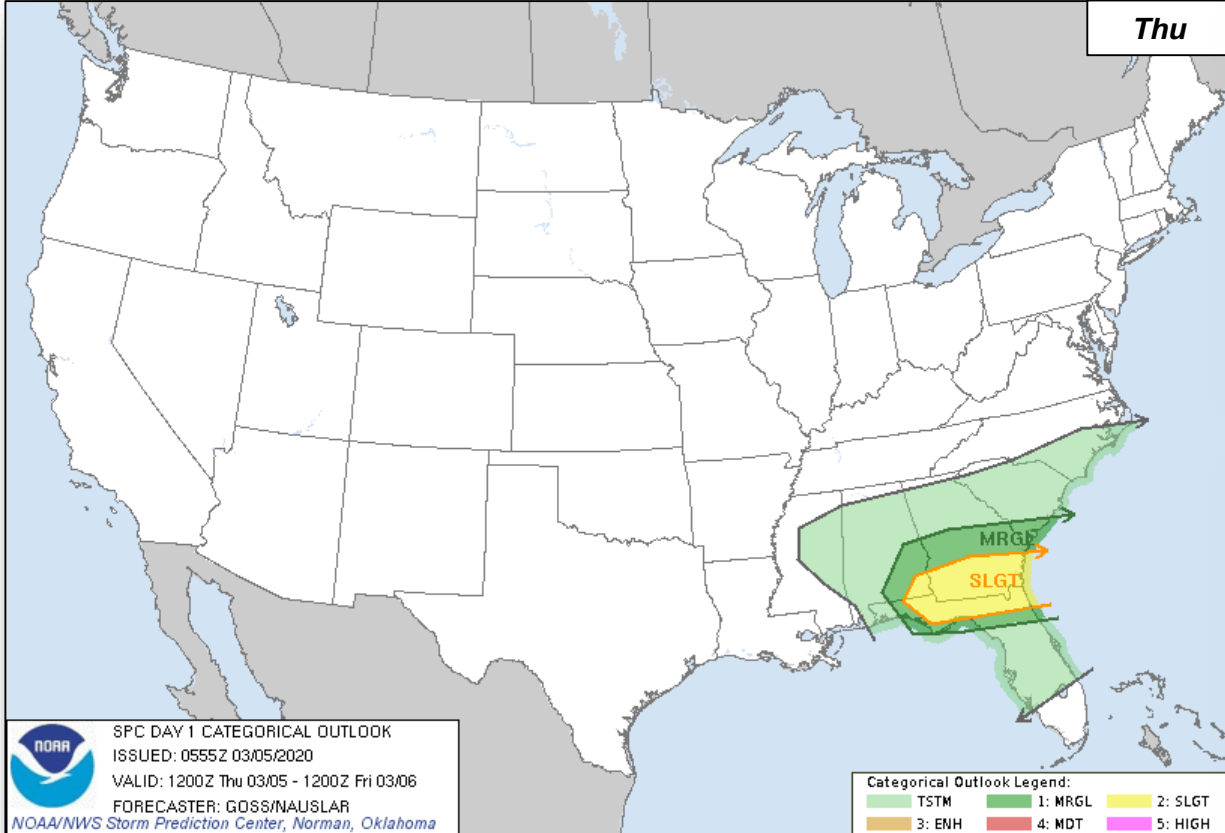 Thu
MRGL
SLGT
NOAA
SPC DAY 1 CATEGORICAL OUTLOOK
ISSUED: 0555Z 03/05/2020
VALID: 1200Z Thu 03/05 - 1200Z Fri 03/06
FORECASTER: GOSS/NAUSLAR
NOAA/NWS Storm Prediction Center, Norman, Oklahoma
Categorical Outlook Legend:
TSTM 1: MRGL 2: SLGT
3: ENH 4: MDT 5: HIGH